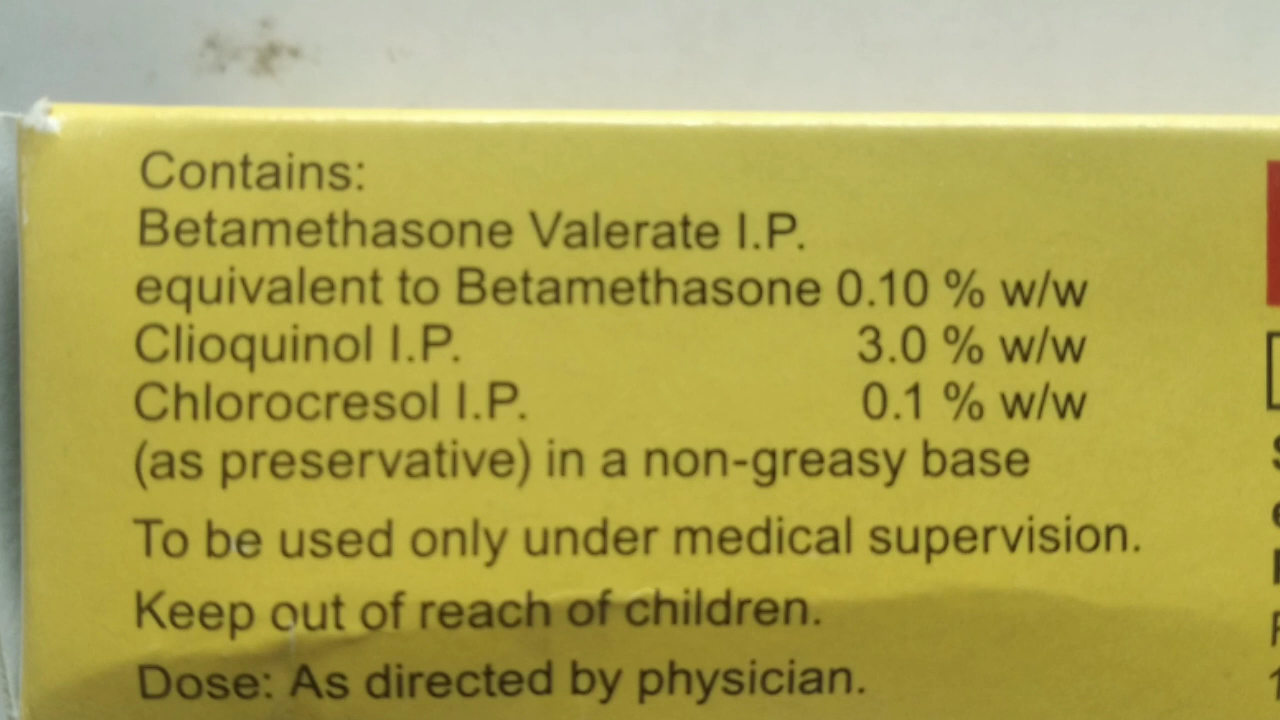 Contains:
Betamethasone Valerate I.P.
equivalent to Betamethasone 0.10 % w/w
Clioquinol I.P. 3.0 % w/w
Chlorocresol I.P. 0.1 % w/w
(as preservative) in a non-greasy base
To be used only under medical supervision.
Keep out of reach of children.
Dose: As directed by physician.